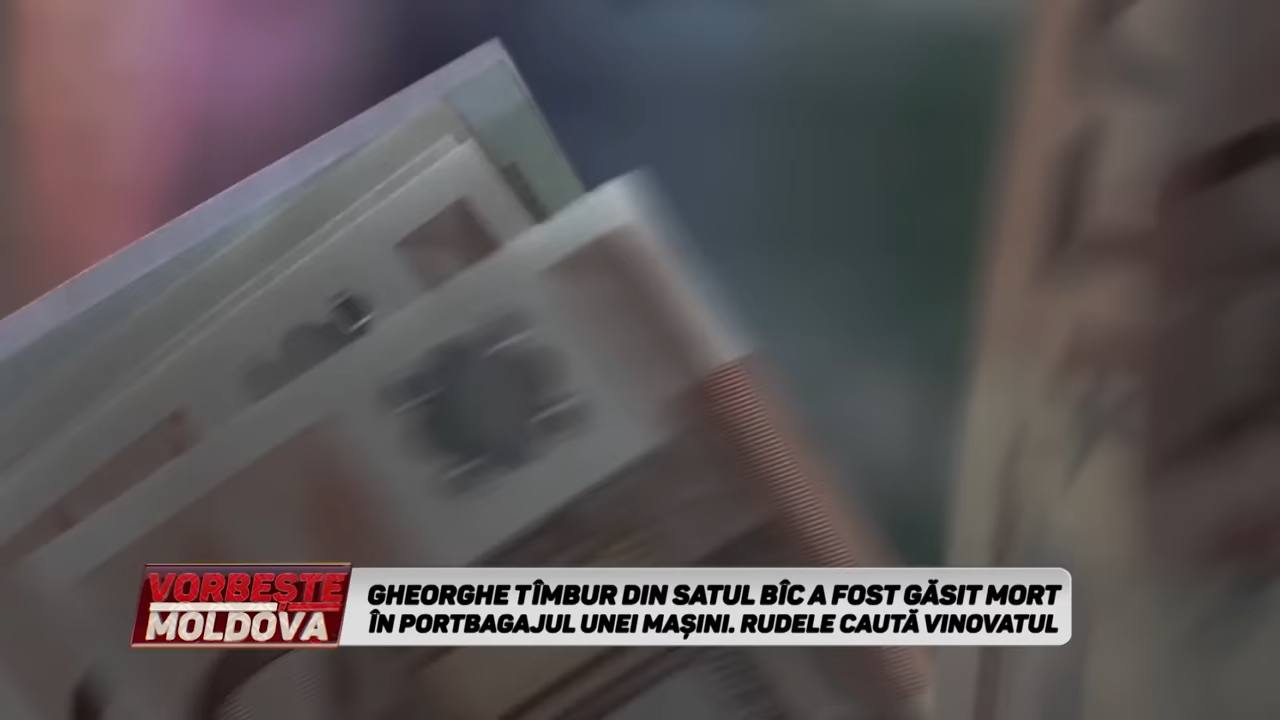 VORBEȘTE
MOLDOVA
GHEORGHE TÎMBUR DIN SATUL BÎC A FOST GĂSIT MORT
ÎN PORTBAGAJUL UNEI MAȘINI. RUDELE CAUTĂ VINOVATUL